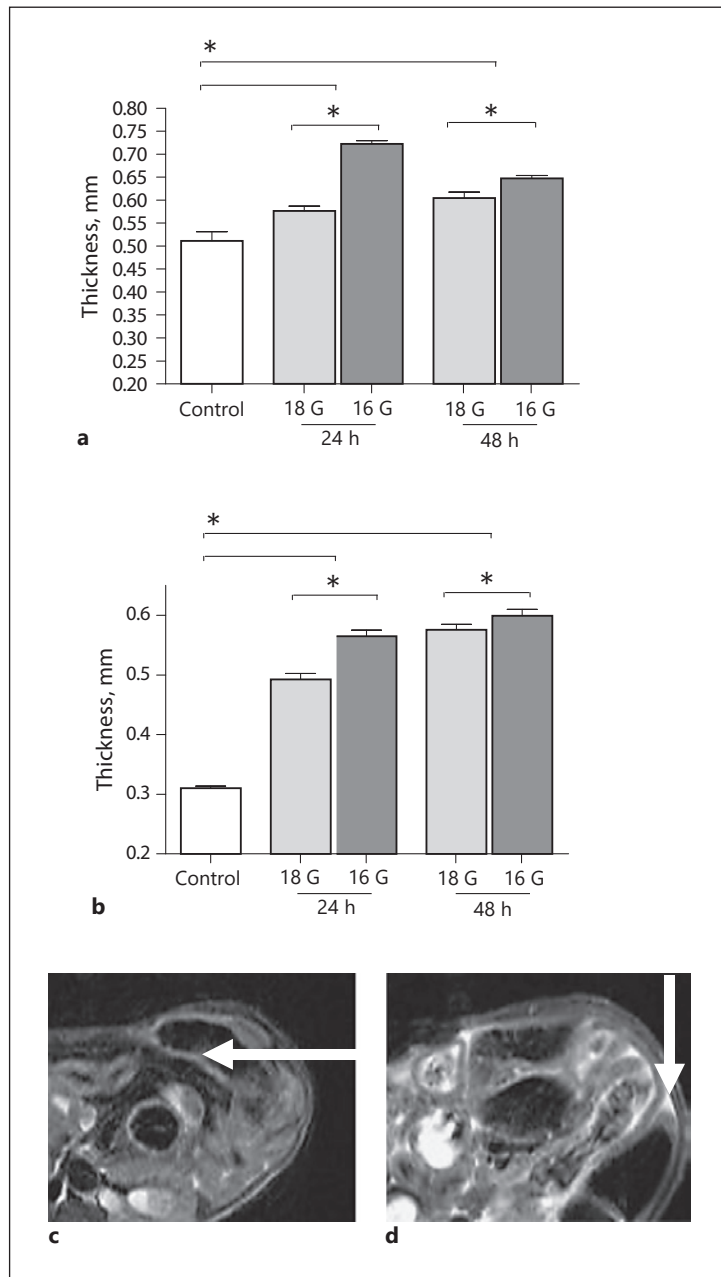 *
* *
0.80
0.75
0.70
0.65
0.60
0.55
0.50
0.45
0.40
0.35
0.30
0.25
0.20
Thickness, mm
Control 18 G 16 G 18 G 16 G
24 h 48 h
a
*
* *
0.6
0.5
0.4
0.3
0.2
Thickness, mm
Control 18 G 16 G 18 G 16 G
24 h 48 h
b
c d